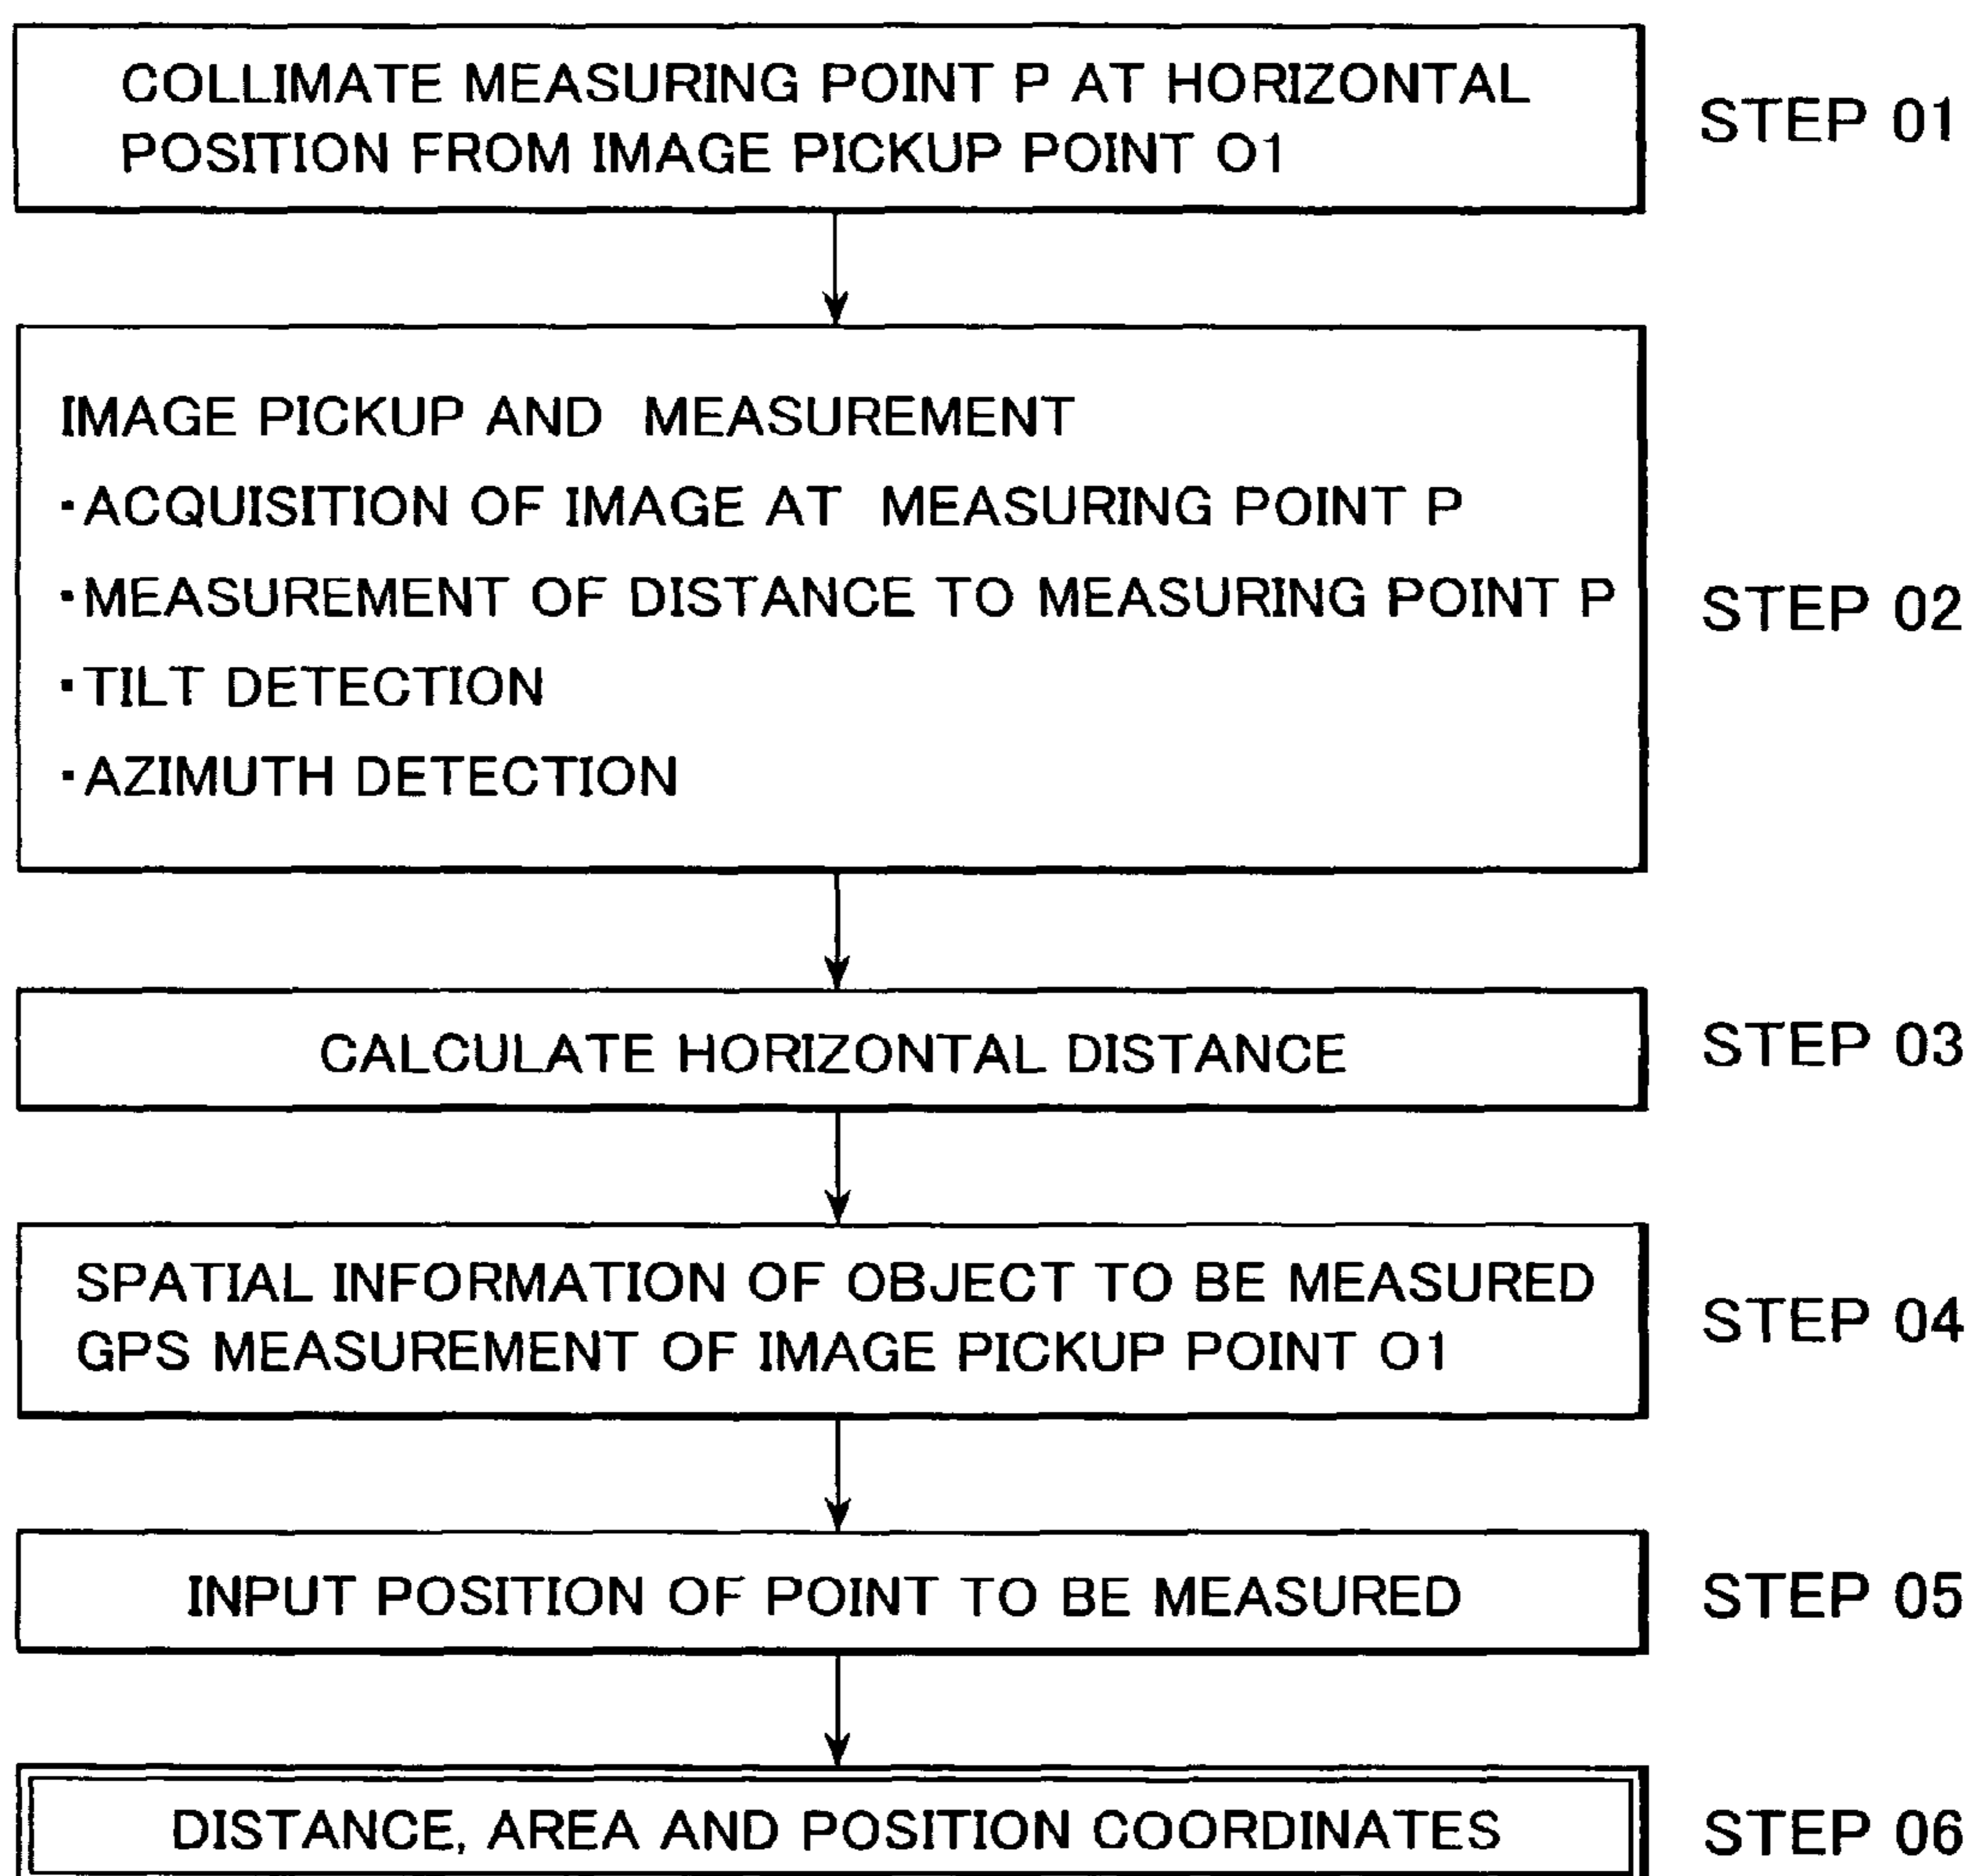 COLLIMATE MEASURING POINT P AT HORIZONTAL
POSITION FROM IMAGE PICKUP POINT O1
STEP 01
IMAGE PICKUP AND MEASUREMENT
・ACQUISITION OF IMAGE AT MEASURING POINT P
・MEASUREMENT OF DISTANCE TO MEASURING POINT P
・TILT DETECTION
・AZIMUTH DETECTION
STEP 02
CALCULATE HORIZONTAL DISTANCE
STEP 03
SPATIAL INFORMATION OF OBJECT TO BE MEASURED
GPS MEASUREMENT OF IMAGE PICKUP POINT O1
STEP 04
INPUT POSITION OF POINT TO BE MEASURED
STEP 05
DISTANCE, AREA AND POSITION COORDINATES
STEP 06